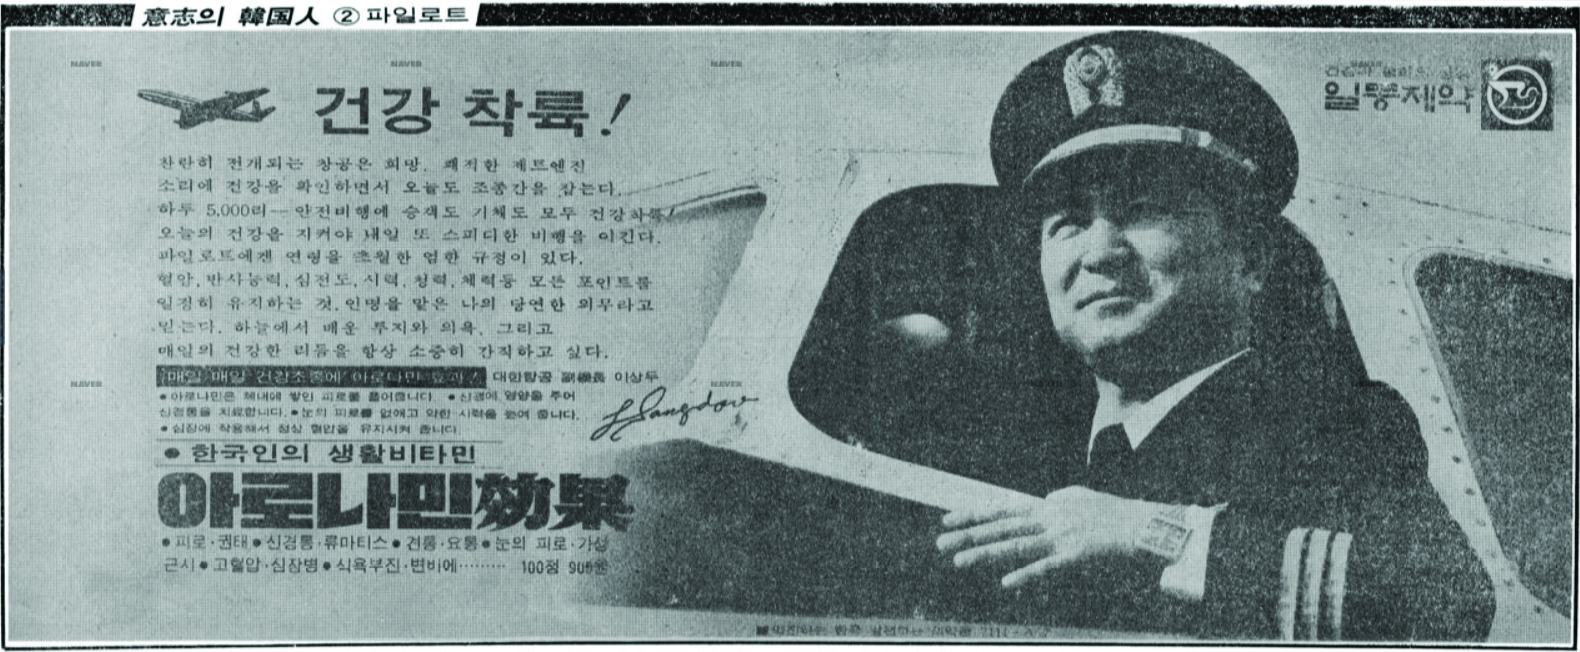 意志의 韓国人 ② 파일로트
건강 착륙!
찬란히 전개되는 창공은 희망. 쾌적한 제트엔진
소리에 건강을 확인하면서 오늘도 조종간을 잡는다.
하루 5.000리— 안전비행에 승객도 기체도 모두 건강착륙!
오늘의 건강을 지켜야 내일 또 스피디한 비행을 이긴다.
파일로트에겐 연령을 초월한 엄한 규정이 있다.
혈압, 반사능력, 심전도, 시력, 청력, 체력등 모든 포인트를
일정히 유지하는 것, 인명을 맡은 나의 당연한 의무라고
믿는다. 하늘에서 배운 투지와 의욕, 그리고
매일의 건강한 리듬을 항상 소중히 간직하고 싶다.
매일 매일 건강조종에 아로나민 효과! 대한항공 이상두
●아로나민은 체내에 쌓인 피로를 풀어줍니다. ●신경에 영양을 주어
신경통을 치료합니다. ●눈의 피로를 없애고 약한 시력을 높여 줍니다.
●심장에 작용해서 정상 혈압을 유지시켜 줍니다.
● 한국인의 생활비타민
아로나민効果
●피로·권태●신경통·류마티스●견통·요통●눈의 피로·가성
근시●고혈압·심장병●식욕부진·변비에……… 100정 900원
일동제약
NAVER
NAVER
NAVER
NAVER
NAVER